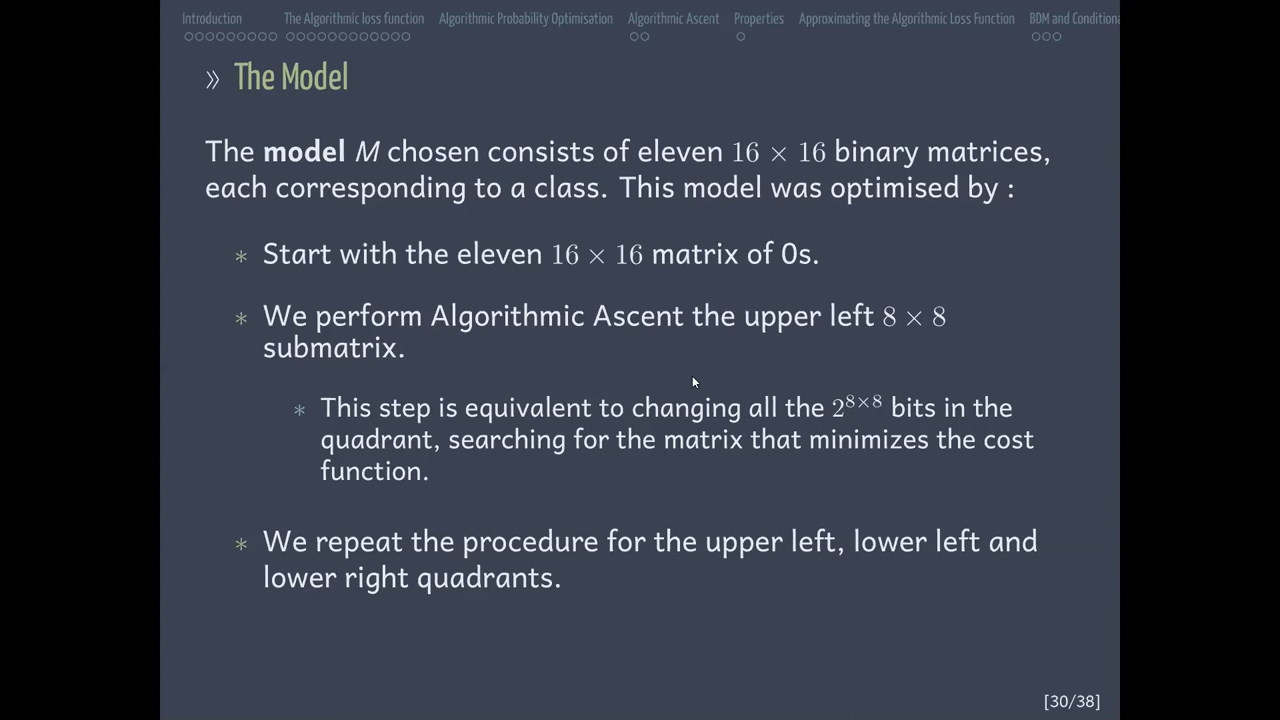 Introduction The Algorithmic loss function Algorithmic Probability Optimisation Algorithmic Ascent Properties Approximating the Algorithmic Loss Function BDM and Conditiona
» The Model
The model M chosen consists of eleven 16 × 16 binary matrices,
each corresponding to a class. This model was optimised by :
* Start with the eleven 16 × 16 matrix of 0s.
* We perform Algorithmic Ascent the upper left 8 × 8
submatrix.
* This step is equivalent to changing all the 2^{8×8} bits in the
quadrant, searching for the matrix that minimizes the cost
function.
* We repeat the procedure for the upper left, lower left and
lower right quadrants.
[30/38]